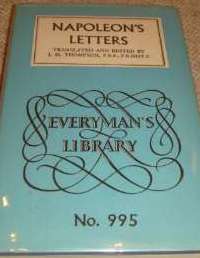 NAPOLEON'S
LETTERS
TRANSLATED AND EDITED BY
J. M. THOMPSON,
EVERYMAN'S
LIBRARY
No. 995